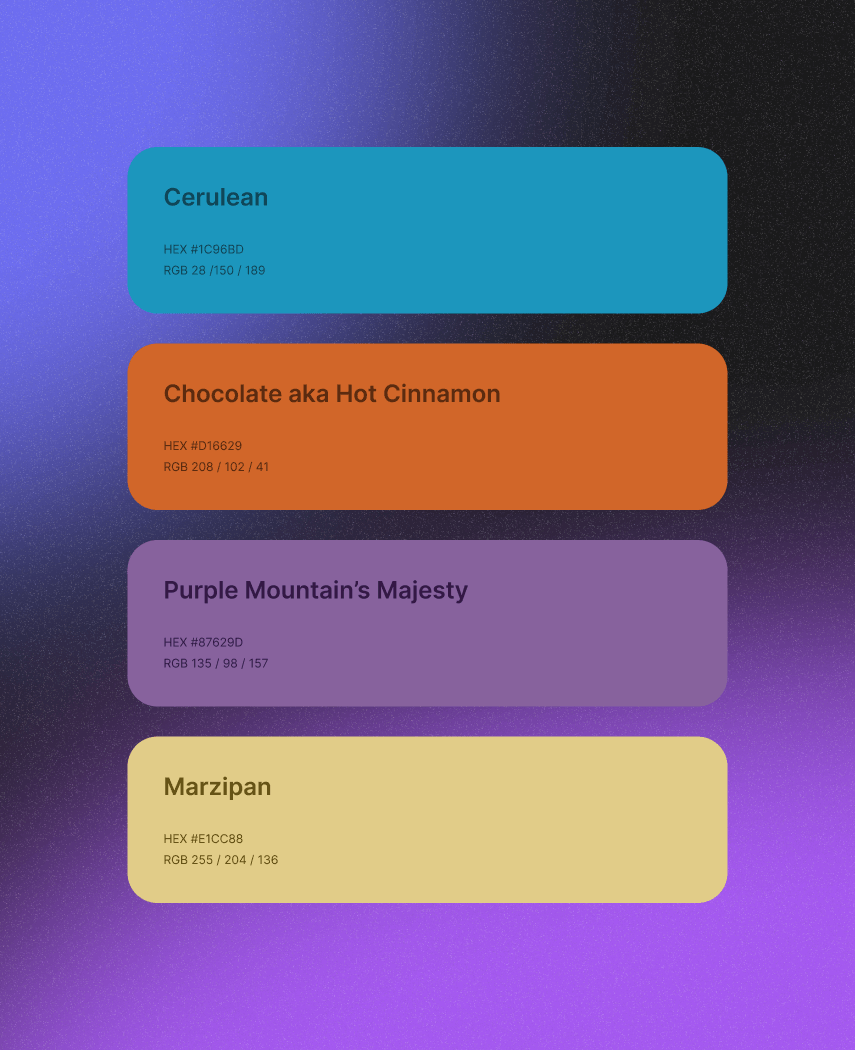 Cerulean
HEX #1C96BD
RGB 28 /150 / 189
Chocolate aka Hot Cinnamon
HEX #D16629
RGB 208 / 102 / 41
Purple Mountain’s Majesty
HEX #87629D
RGB 135 / 98 / 157
Marzipan
HEX #E1CC88
RGB 255 / 204 / 136